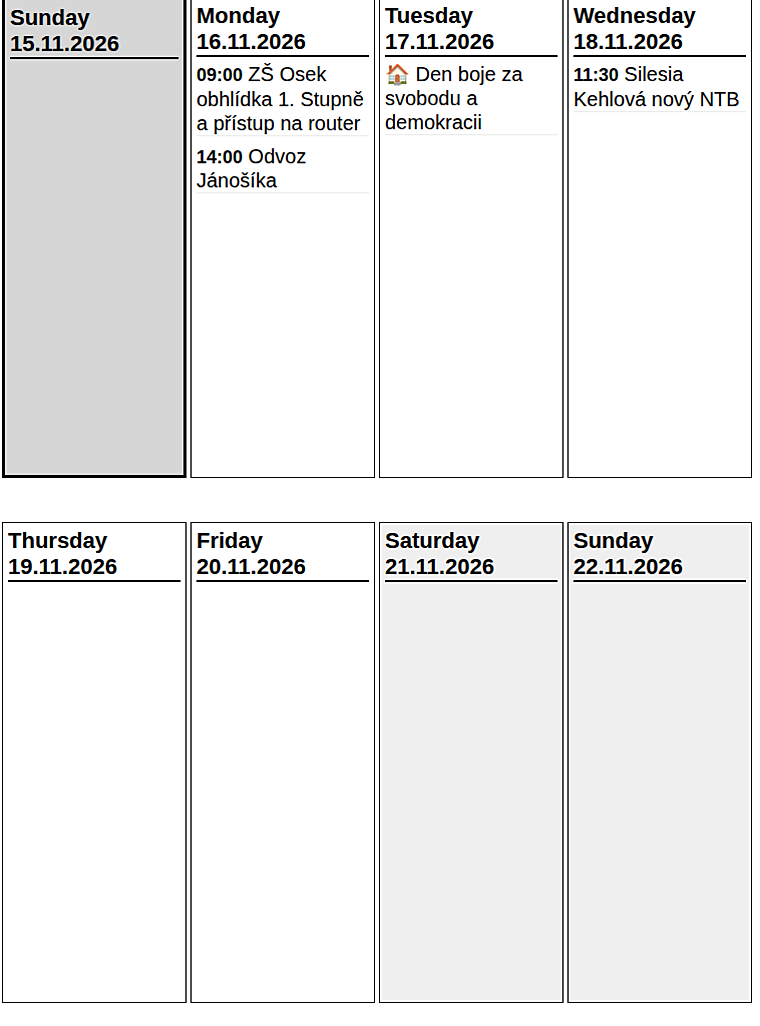 Sunday
15.11.2026
Monday
16.11.2026
09:00 ZŠ Osek
obhlídka 1. Stupně
a přístup na router
14:00 Odvoz
Jánošíka
Tuesday
17.11.2026
🏠 Den boje za
svobodu a
demokracii
Wednesday
18.11.2026
11:30 Silesia
Kehlová nový NTB
Thursday
19.11.2026
Friday
20.11.2026
Saturday
21.11.2026
Sunday
22.11.2026